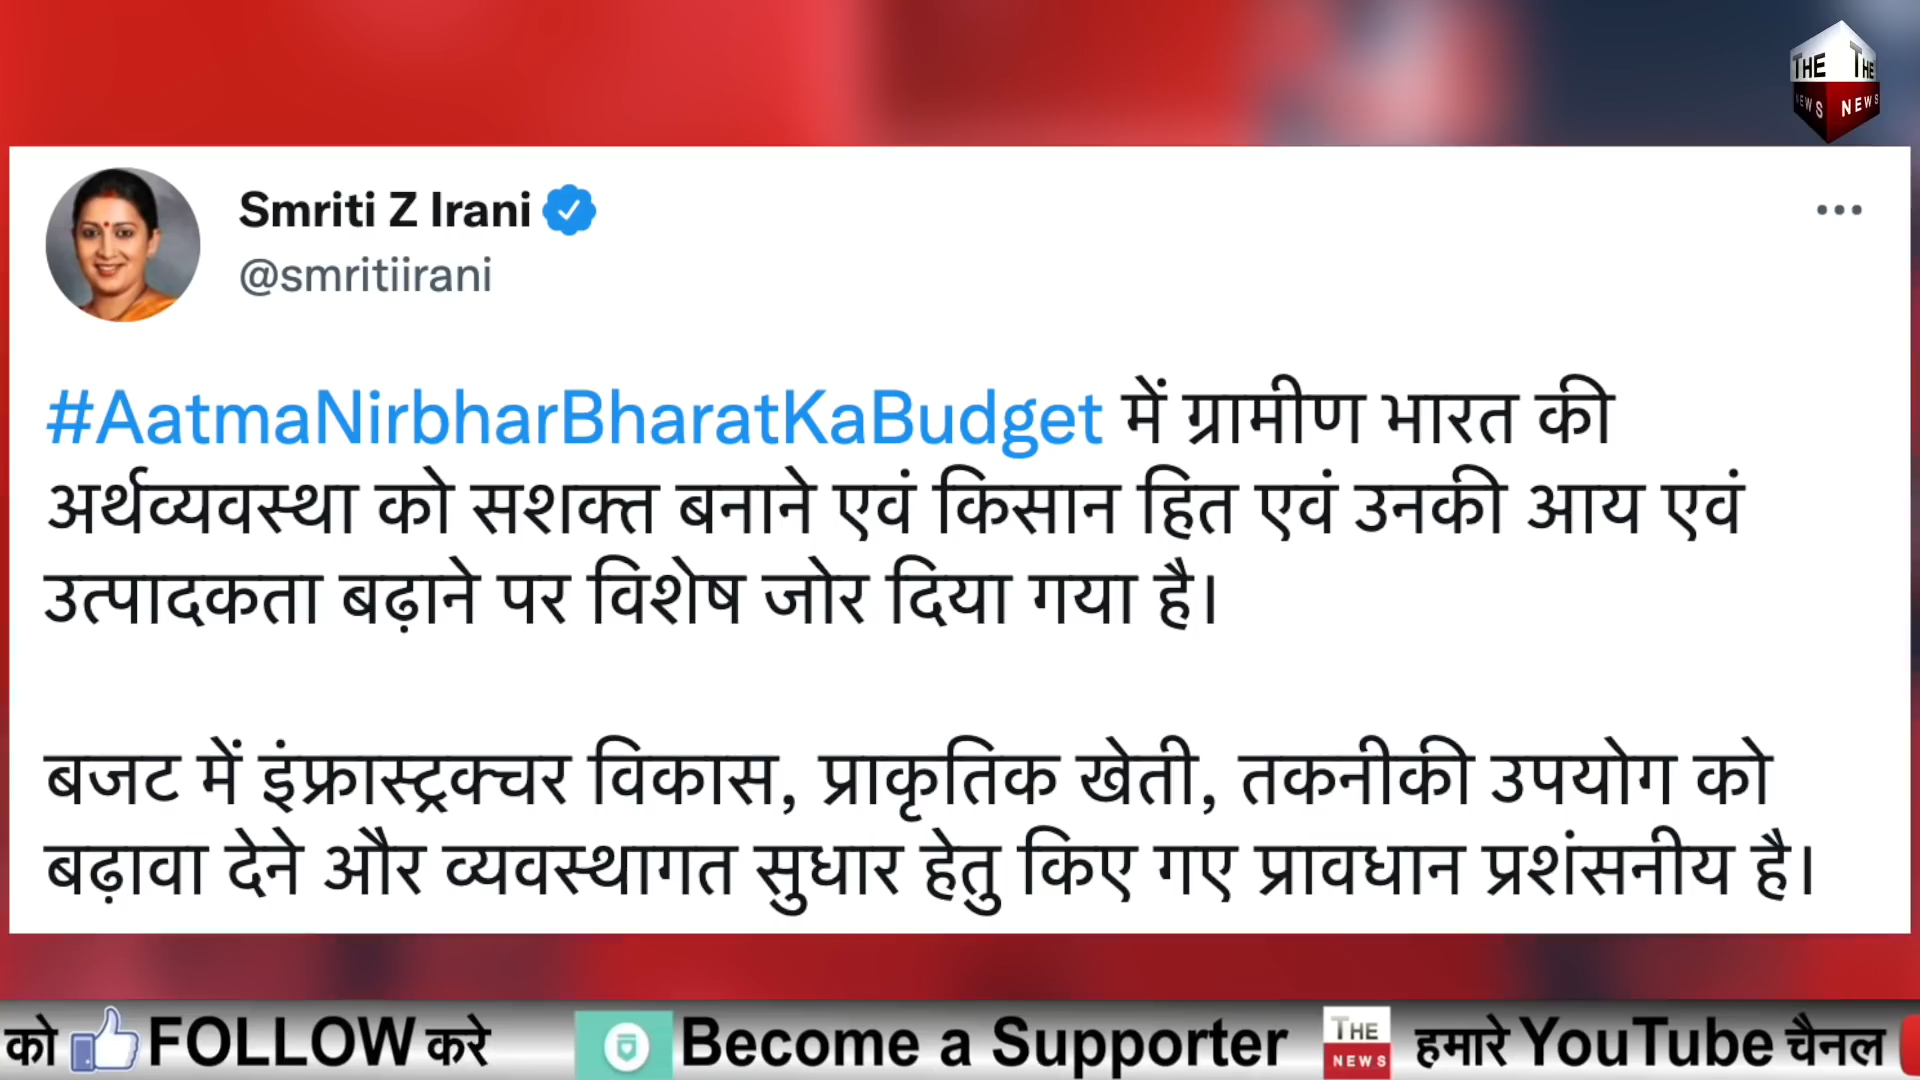 THE THE
NEWS NEWS
Smriti Z Irani
@smritiirani
#AatmaNirbharBharatKaBudget में ग्रामीण भारत की
अर्थव्यवस्था को सशक्त बनाने एवं किसान हित एवं उनकी आय एवं
उत्पादकता बढ़ाने पर विशेष जोर दिया गया है।
बजट में इंफ्रास्ट्रक्चर विकास, प्राकृतिक खेती, तकनीकी उपयोग को
बढ़ावा देने और व्यवस्थागत सुधार हेतु किए गए प्रावधान प्रशंसनीय है।
को FOLLOW करे Become a Supporter THE NEWS हमारे YouTube चैनल